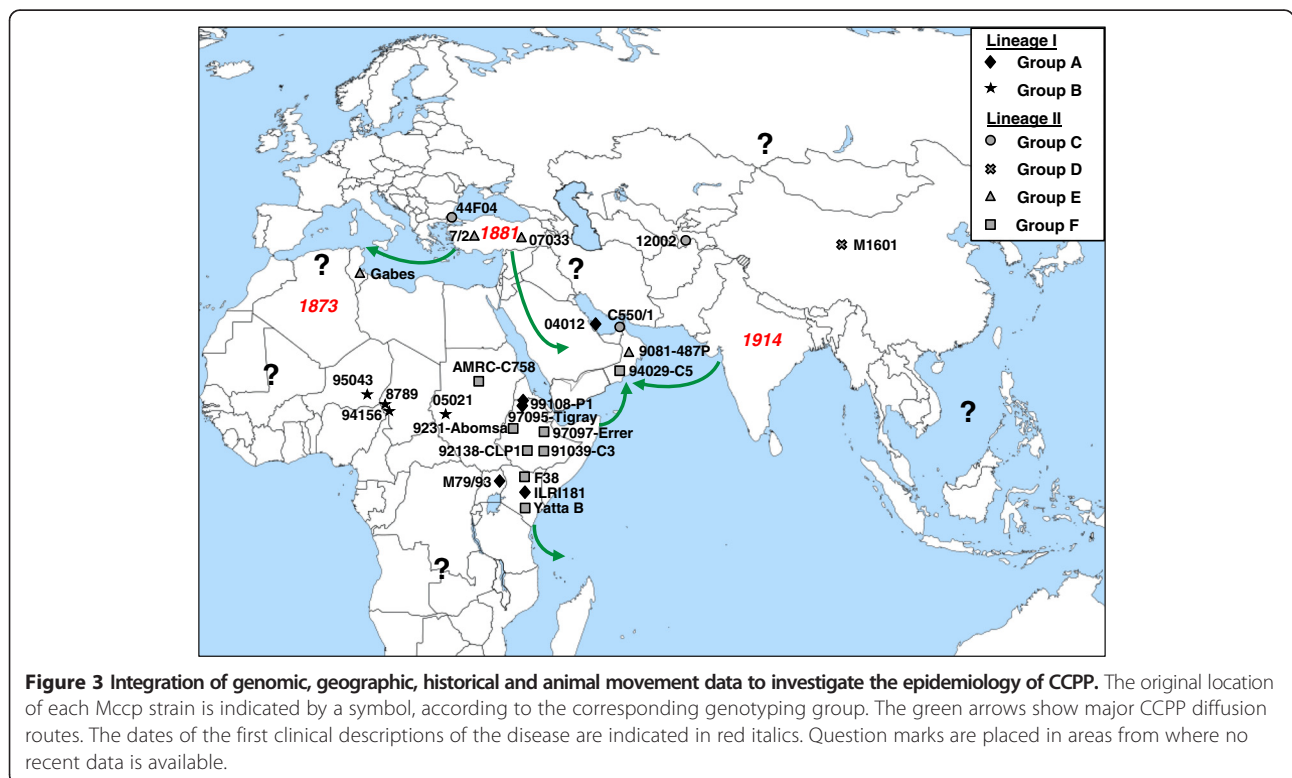 Lineage I
Group A
Group B
Lineage II
Group C
Group D
Group E
Group F
?
44F04
7/2
1881
07033
12002
M1601
?
Gabes
?
1873
C550/1
04012
1914
9081-487P
94029-C5
AMRC-C758
?
95043
8789
94156
05021
99108-P1
97095-Tigray
9231-Abomsa
97097-Errer
92138-CLP1
91039-C3
?
M79/93
F38
ILRI181
Yatta B
?
Figure 3 Integration of genomic, geographic, historical and animal movement data to investigate the epidemiology of CCPP. The original location
of each Mccp strain is indicated by a symbol, according to the corresponding genotyping group. The green arrows show major CCPP diffusion
routes. The dates of the first clinical descriptions of the disease are indicated in red italics. Question marks are placed in areas from where no
recent data is available.